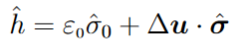 ĥ = ε₀σ̂₀ + Δ𝒖 · 𝝈̂